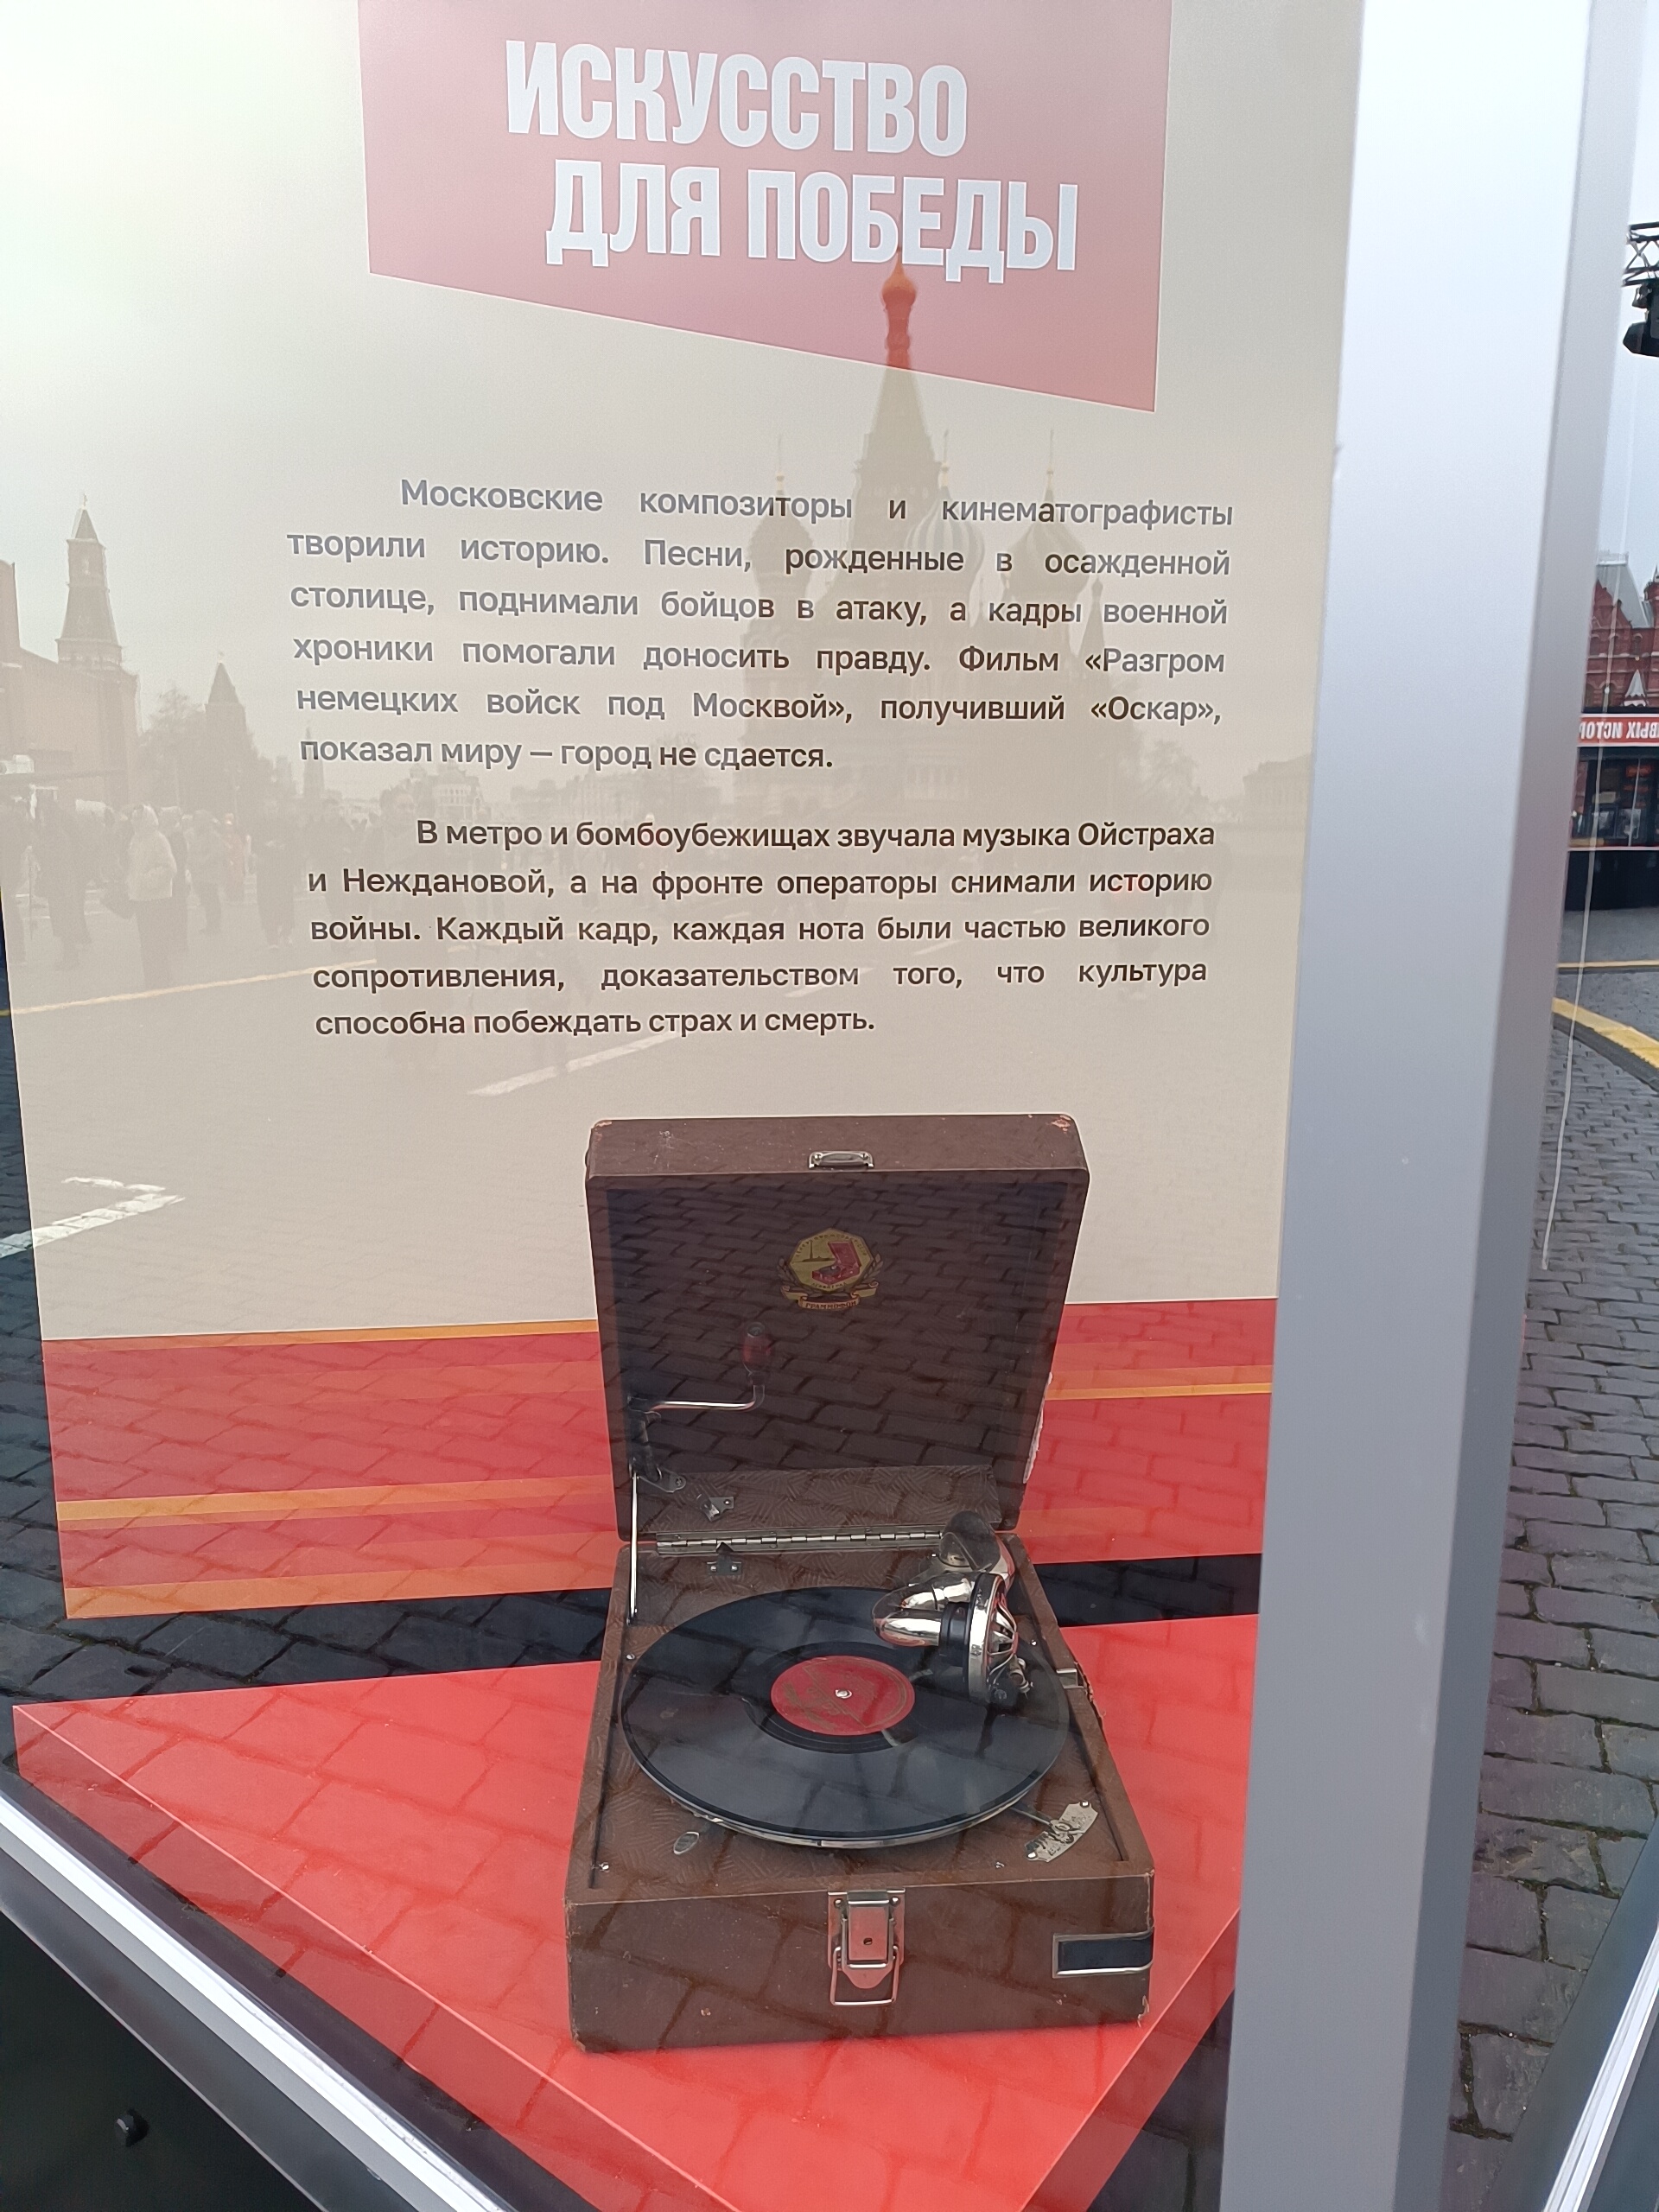 ИСКУССТВО
ДЛЯ ПОБЕДЫ
Московские композиторы и кинематографисты
творили историю. Песни, рожденные в осажденной
столице, поднимали бойцов в атаку, а кадры военной
хроники помогали доносить правду. Фильм «Разгром
немецких войск под Москвой», получивший «Оскар»,
показал миру — город не сдается.
В метро и бомбоубежищах звучала музыка Ойстраха
и Неждановой, а на фронте операторы снимали историю
войны. Каждый кадр, каждая нота были частью великого
сопротивления, доказательством того, что культура
способна побеждать страх и смерть.
ГРАММОФОН